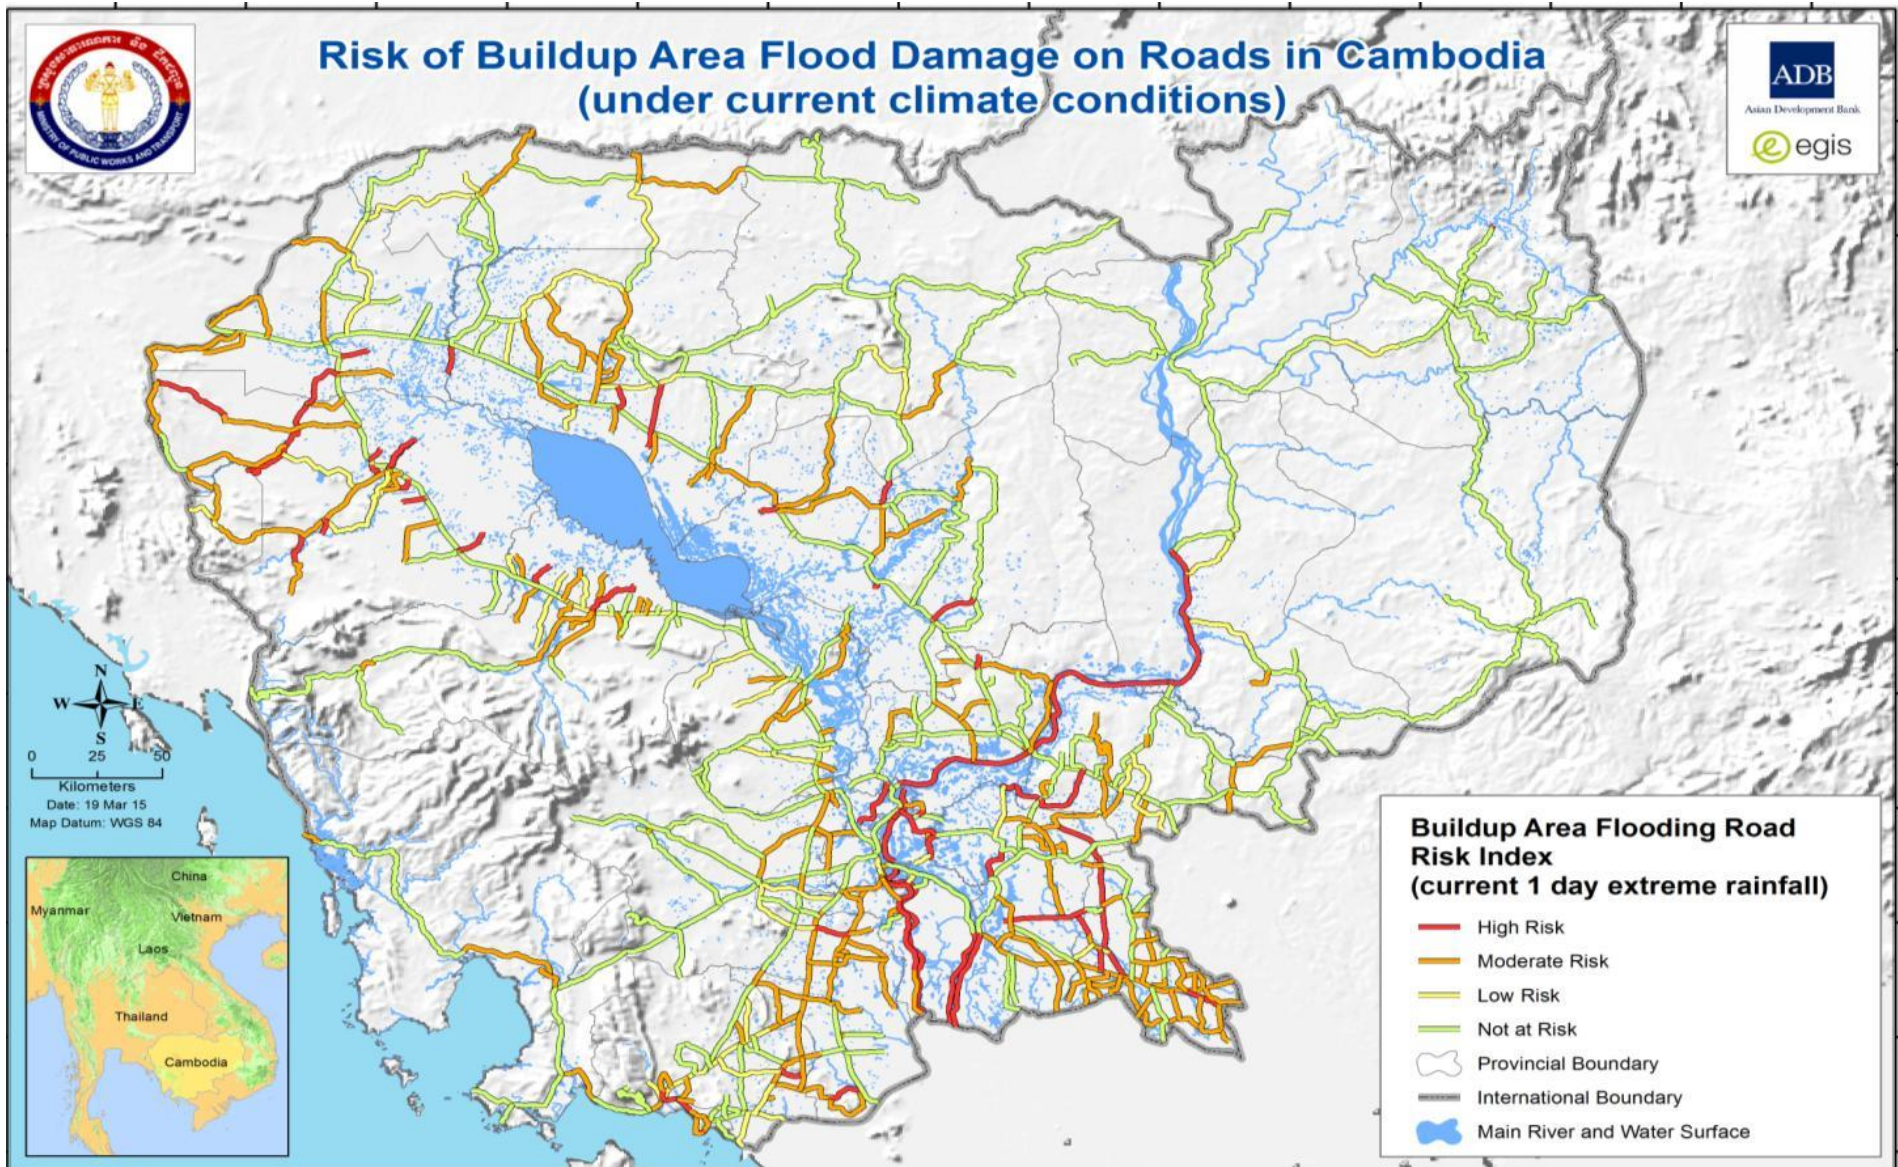 Risk of Buildup Area Flood Damage on Roads in Cambodia
(under current climate conditions)
MINISTRY OF PUBLIC WORKS AND TRANSPORT
ADB
Asian Development Bank
egis
N
W E
S
0 25 50
Kilometers
Date: 19 Mar 15
Map Datum: WGS 84
China
Myanmar
Vietnam
Laos
Thailand
Cambodia
Buildup Area Flooding Road
Risk Index
(current 1 day extreme rainfall)
High Risk
Moderate Risk
Low Risk
Not at Risk
Provincial Boundary
International Boundary
Main River and Water Surface